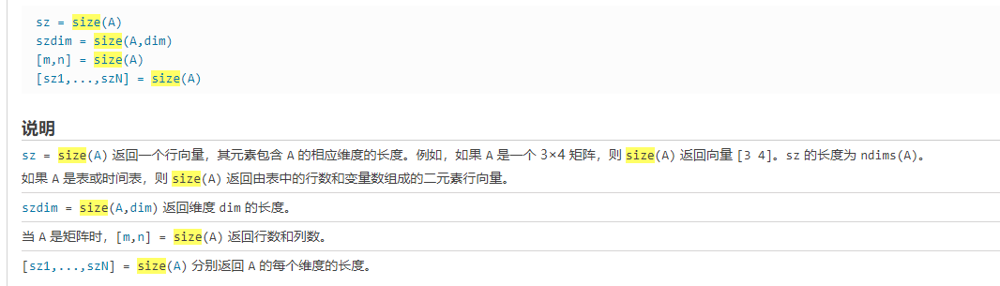 sz = size(A)
szdim = size(A,dim)
[m,n] = size(A)
[sz1,...,szN] = size(A)
说明
sz = size(A) 返回一个行向量，其元素包含 A 的相应维度的长度。例如，如果 A 是一个 3×4 矩阵，则 size(A) 返回向量 [3 4]。sz 的长度为 ndims(A)。
如果 A 是表或时间表，则 size(A) 返回由表中的行数和变量数组成的二元素行向量。
szdim = size(A,dim) 返回维度 dim 的长度。
当 A 是矩阵时，[m,n] = size(A) 返回行数和列数。
[sz1,...,szN] = size(A) 分别返回 A 的每个维度的长度。